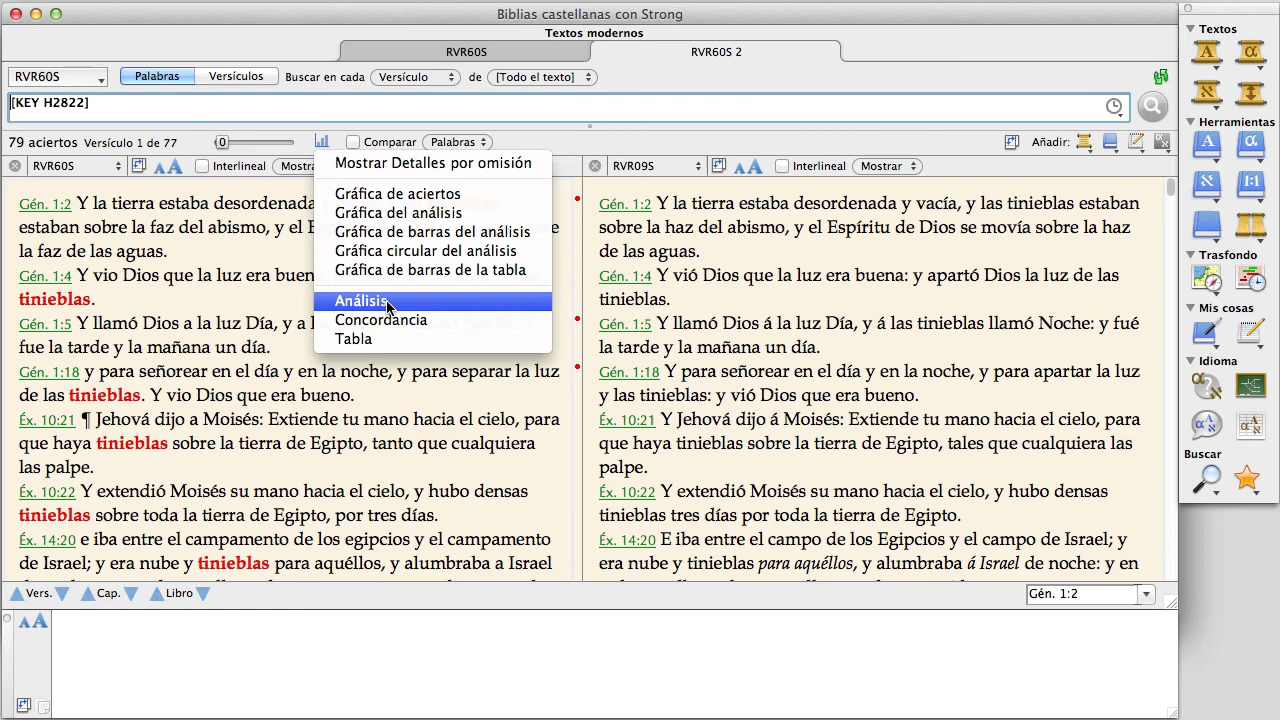 Biblias castellanas con Strong
Textos modernos
RVR60S
RVR60S 2
RVR60S
Palabras
Versículos
Buscar en cada
Versículo
de
[Todo el texto]
[KEY H2822]
79 aciertos
Versículo 1 de 77
0
Comparar
Palabras
Añadir:
RVR60S
AA
Interlineal
Mostr
Mostrar Detalles por omisión
Gráfica de aciertos
Gráfica del análisis
Gráfica de barras del análisis
Gráfica circular del análisis
Gráfica de barras de la tabla
Análisis
Concordancia
Tabla
RVR09S
AA
Interlineal
Mostrar
Gén. 1:2 Y la tierra estaba desordenada
estaban sobre la faz del abismo, y el E
la faz de las aguas.
Gén. 1:4 Y vio Dios que la luz era buen
tinieblas.
Gén. 1:5 Y llamó Dios a la luz Día, y a l
fue la tarde y la mañana un día.
Gén. 1:18 y para señorear en el día y en la noche, y para separar la luz
de las tinieblas. Y vio Dios que era bueno.
Éx. 10:21 ¶ Jehová dijo a Moisés: Extiende tu mano hacia el cielo, para
que haya tinieblas sobre la tierra de Egipto, tanto que cualquiera
las palpe.
Éx. 10:22 Y extendió Moisés su mano hacia el cielo, y hubo densas
tinieblas sobre toda la tierra de Egipto, por tres días.
Éx. 14:20 e iba entre el campamento de los egipcios y el campamento
de Israel; y era nube y tinieblas para aquéllos, y alumbraba a Israel
Gén. 1:2 Y la tierra estaba desordenada y vacía, y las tinieblas estaban
sobre la haz del abismo, y el Espíritu de Dios se movía sobre la haz
de las aguas.
Gén. 1:4 Y vió Dios que la luz era buena: y apartó Dios la luz de las
tinieblas.
Gén. 1:5 Y llamó Dios á la luz Día, y á las tinieblas llamó Noche: y fué
la tarde y la mañana un día.
Gén. 1:18 Y para señorear en el día y en la noche, y para apartar la luz
y las tinieblas: y vió Dios que era bueno.
Éx. 10:21 Y Jehová dijo á Moisés: Extiende tu mano hacia el cielo, para
que haya tinieblas sobre la tierra de Egipto, tales que cualquiera las
palpe.
Éx. 10:22 Y extendió Moisés su mano hacia el cielo, y hubo densas
tinieblas tres días por toda la tierra de Egipto.
Éx. 14:20 E iba entre el campo de los Egipcios y el campo de Israel; y
era nube y tinieblas para aquéllos, y alumbraba á Israel de noche: y en
Vers.
Cap.
Libro
Gén. 1:2
AA
Textos
A
α
א
Herramientas
A
α
א
1:1
Trasfondo
Mis cosas
Idioma
Buscar